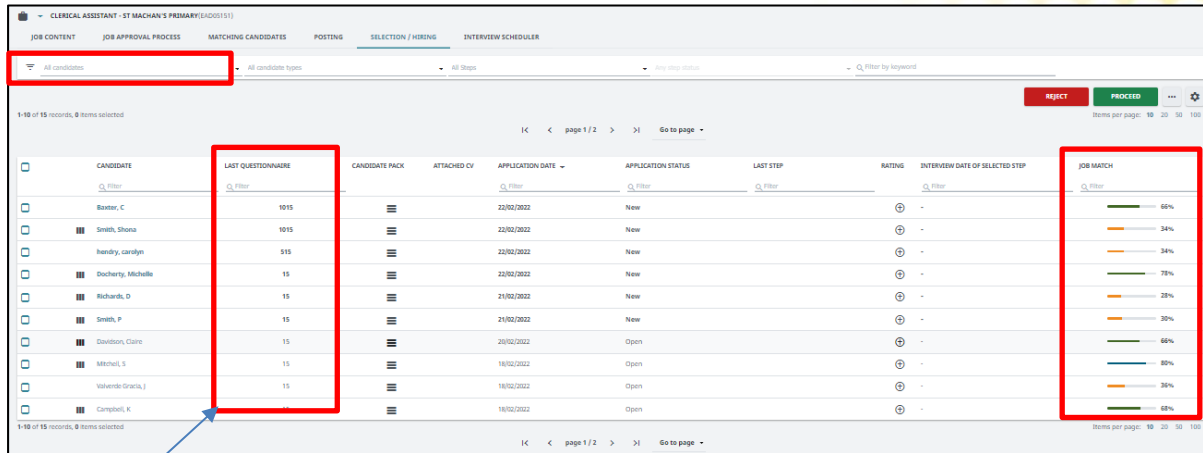 CLERICAL ASSISTANT - ST MACHAN'S PRIMARY(EAD05151)
JOB CONTENT JOB APPROVAL PROCESS MATCHING CANDIDATES POSTING SELECTION / HIRING INTERVIEW SCHEDULER
All candidates All candidate types All Steps Any step status Filter by keyword
REJECT PROCEED ...
1-10 of 15 records, 0 items selected Items per page: 10 20 50 100
page 1 / 2 Go to page
CANDIDATE LAST QUESTIONNAIRE CANDIDATE PACK ATTACHED CV APPLICATION DATE APPLICATION STATUS LAST STEP RATING INTERVIEW DATE OF SELECTED STEP JOB MATCH
Filter Filter Filter Filter Filter Filter Filter
Baxter, C 1015 22/02/2022 New - 66%
Smith, Shona 1015 22/02/2022 New - 34%
hendry, carolyn 515 22/02/2022 New - 34%
Docherty, Michelle 15 22/02/2022 New - 78%
Richards, D 15 21/02/2022 New - 28%
Smith, P 15 21/02/2022 New - 30%
Davidson, Claire 15 20/02/2022 Open - 66%
Mitchell, S 15 18/02/2022 Open - 80%
Valverde Gracia, J 15 18/02/2022 Open - 36%
Campbell, K 18/02/2022 Open - 68%
1-10 of 15 records, 0 items selected Items per page: 10 20 50 100
page 1 / 2 Go to page